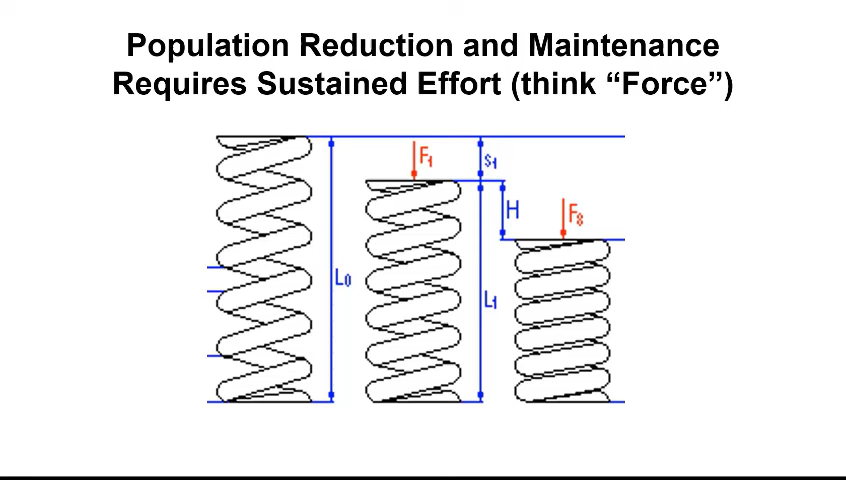 Population Reduction and Maintenance
Requires Sustained Effort (think “Force”)
F1
S1
H
F8
L0
L1